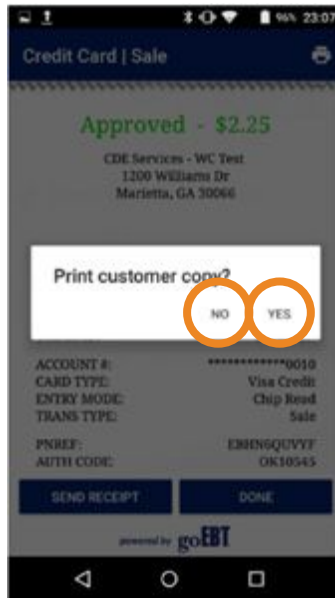 96% 23:07
Credit Card | Sale
Approved - $2.25
CDE Services - WC Test
1200 Williams Dr
Marietta, GA 30066
Print customer copy?
NO YES
ACCOUNT #: ************0010
CARD TYPE: Visa Credit
ENTRY MODE: Chip Read
TRANS TYPE: Sale
PNREF: EBHN6QUVYF
AUTH CODE: OK10545
SEND RECEIPT DONE
powered by goEBT